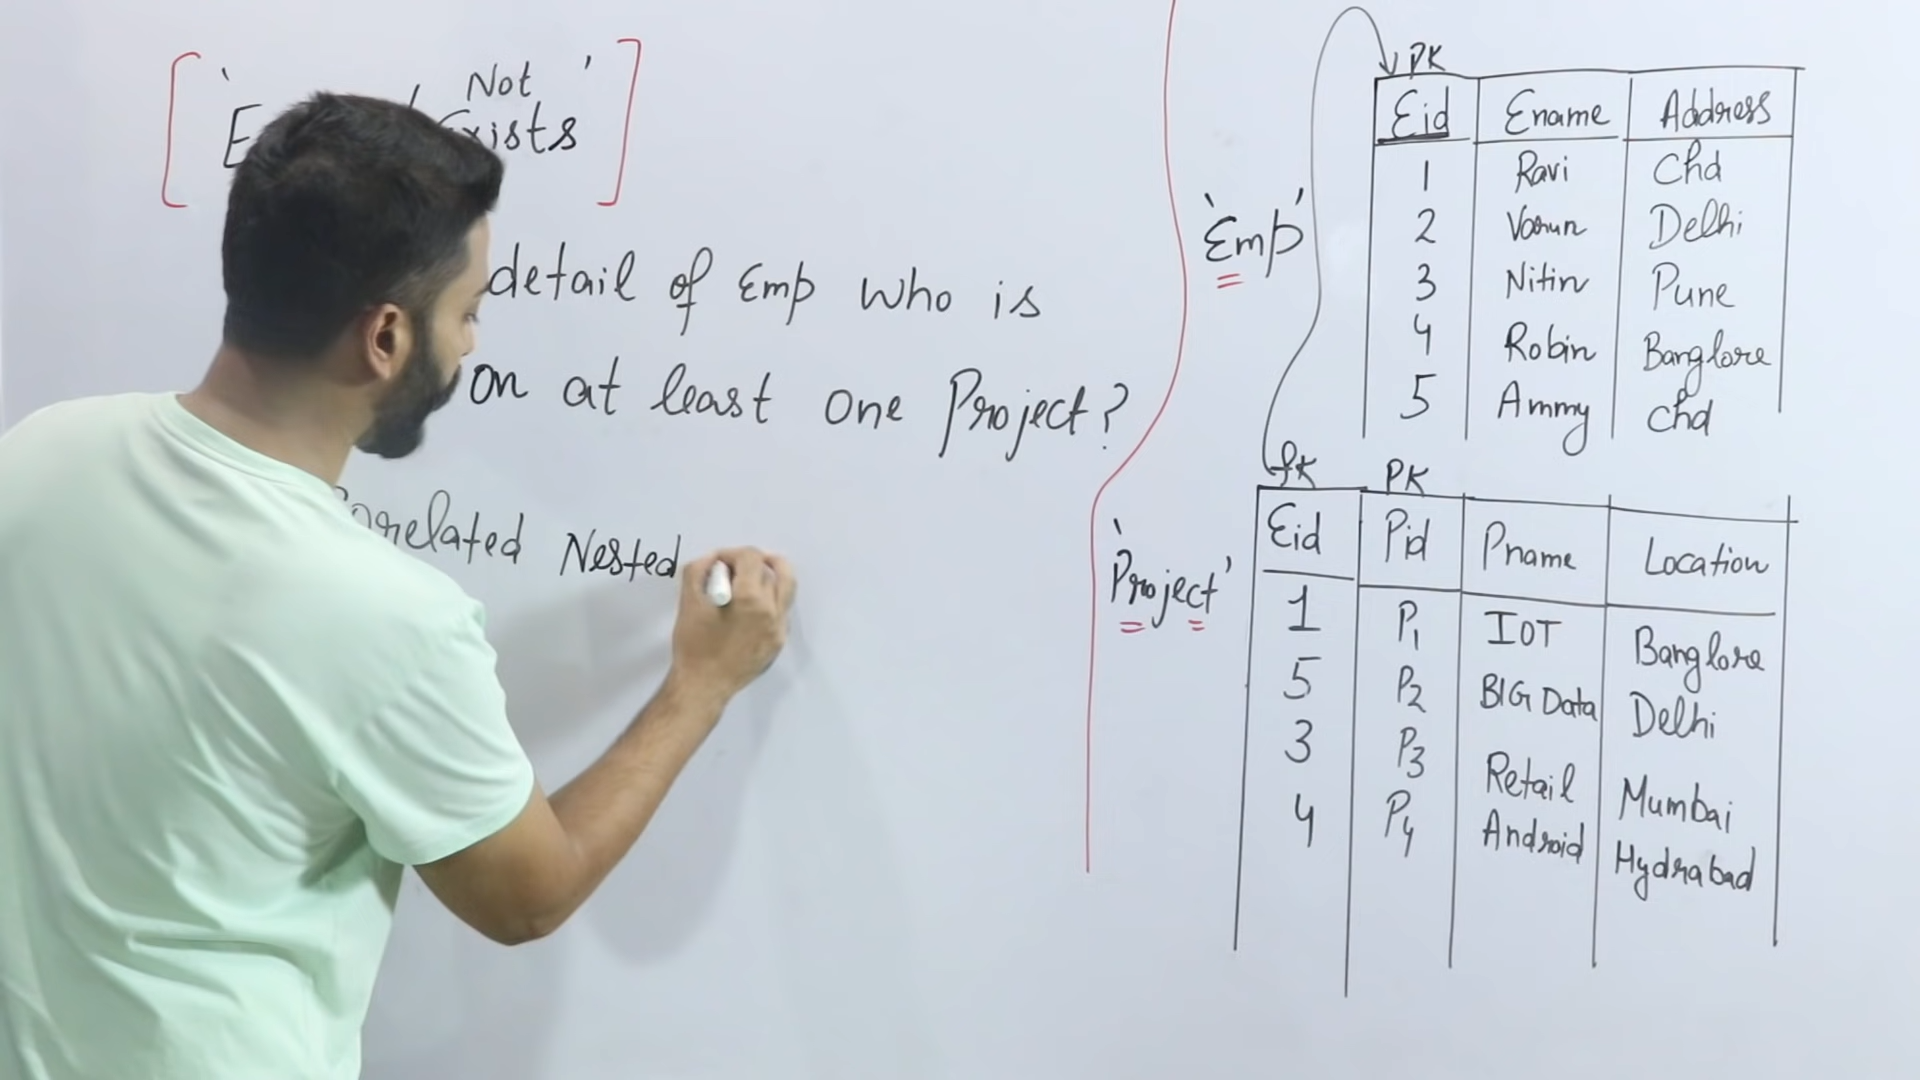 ' Not '
Exists
detail of Emp who is
on at least one Project?
Corelated Nested
PK
Eid Ename Address
1 Ravi Chd
2 Varun Delhi
3 Nitin Pune
4 Robin Banglore
5 Ammy Chd
'Emp'
fk PK
Eid Pid Pname Location
1 P1 IOT Banglore
5 P2 BIG Data Delhi
3 P3 Retail Mumbai
4 P4 Android Hydrabad
'Project'